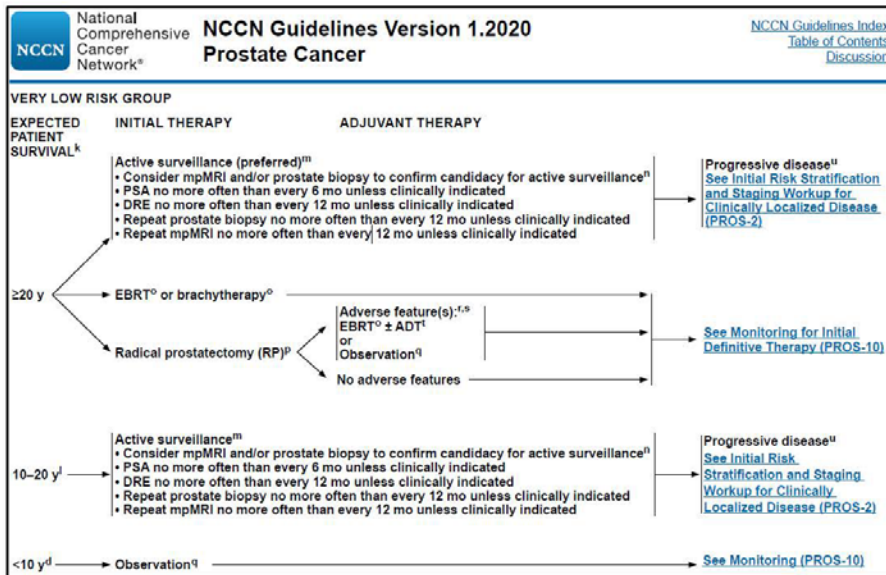 NCCN
National
Comprehensive
Cancer
Network®
NCCN Guidelines Version 1.2020
Prostate Cancer
NCCN Guidelines Index
Table of Contents
Discussion
VERY LOW RISK GROUP
EXPECTED
PATIENT
SURVIVALᵏ
INITIAL THERAPY
ADJUVANT THERAPY
≥20 y
Active surveillance (preferred)ᵐ
• Consider mpMRI and/or prostate biopsy to confirm candidacy for active surveillanceⁿ
• PSA no more often than every 6 mo unless clinically indicated
• DRE no more often than every 12 mo unless clinically indicated
• Repeat prostate biopsy no more often than every 12 mo unless clinically indicated
• Repeat mpMRI no more often than every 12 mo unless clinically indicated
Progressive diseaseᵘ
See Initial Risk Stratification
and Staging Workup for
Clinically Localized Disease
(PROS-2)
EBRTᵒ or brachytherapyᵒ
Radical prostatectomy (RP)ᵖ
Adverse feature(s):ʳ,ˢ
EBRTᵒ ± ADTᵗ
or
Observation^q
No adverse features
See Monitoring for Initial
Definitive Therapy (PROS-10)
10–20 yˡ
Active surveillanceᵐ
• Consider mpMRI and/or prostate biopsy to confirm candidacy for active surveillanceⁿ
• PSA no more often than every 6 mo unless clinically indicated
• DRE no more often than every 12 mo unless clinically indicated
• Repeat prostate biopsy no more often than every 12 mo unless clinically indicated
• Repeat mpMRI no more often than every 12 mo unless clinically indicated
Progressive diseaseᵘ
See Initial Risk
Stratification and Staging
Workup for Clinically
Localized Disease (PROS-2)
<10 yᵈ
Observation^q
See Monitoring (PROS-10)